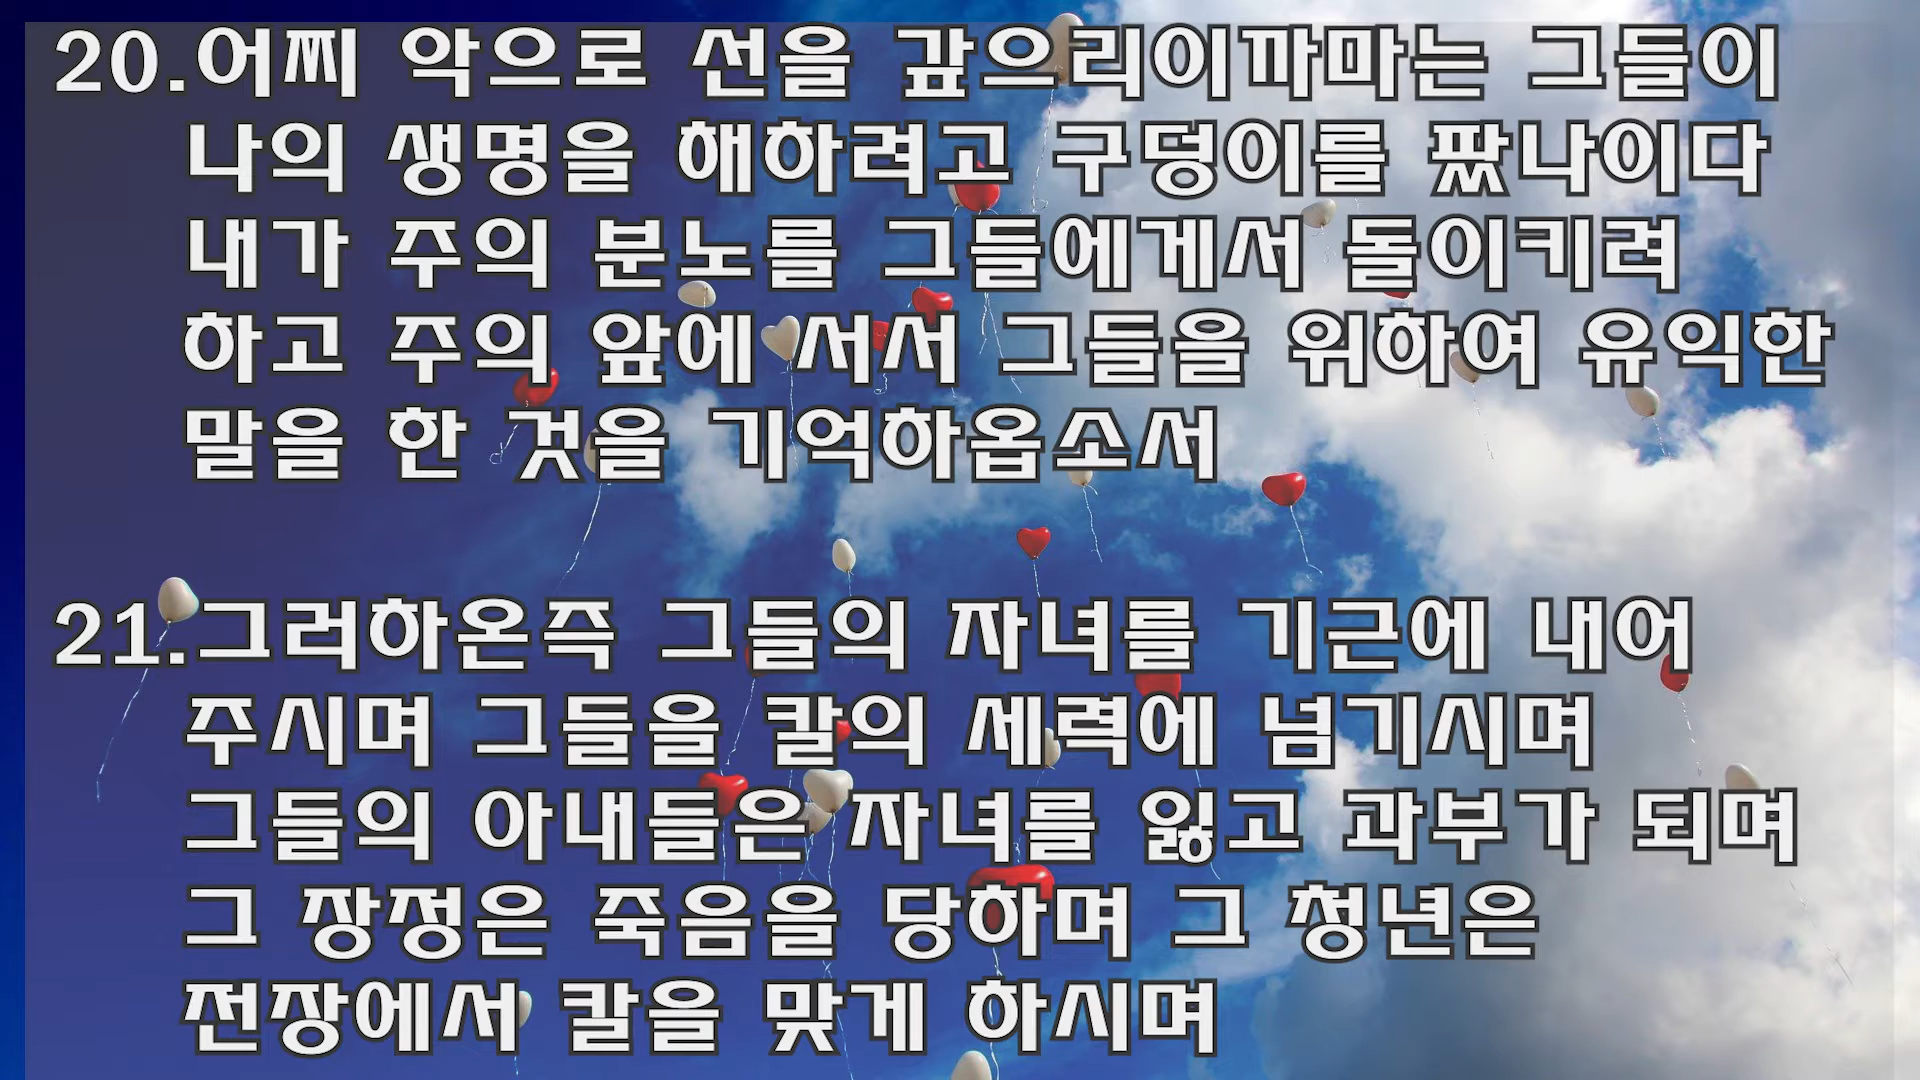 20.어찌 악으로 선을 갚으리이까마는 그들이
나의 생명을 해하려고 구덩이를 팠나이다
내가 주의 분노를 그들에게서 돌이키려
하고 주의 앞에 서서 그들을 위하여 유익한
말을 한 것을 기억하옵소서
21.그러하온즉 그들의 자녀를 기근에 내어
주시며 그들을 칼의 세력에 넘기시며
그들의 아내들은 자녀를 잃고 과부가 되며
그 장정은 죽음을 당하며 그 청년은
전장에서 칼을 맞게 하시며